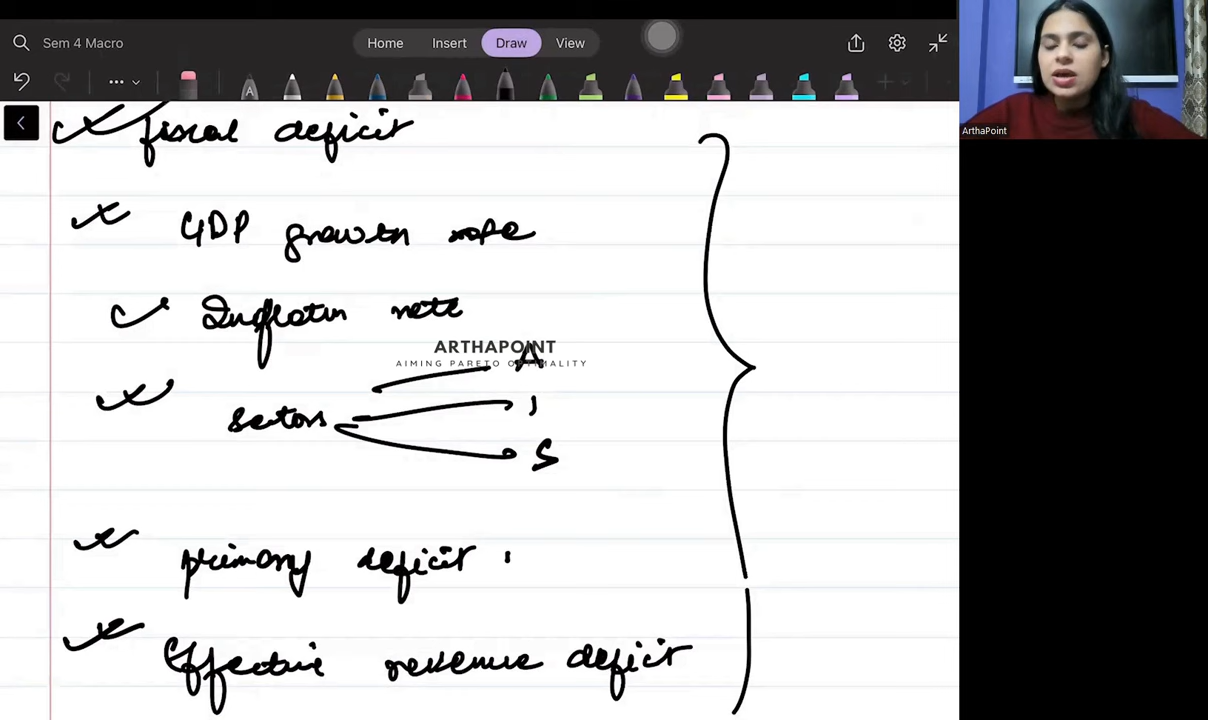 Sem 4 Macro
Home Insert Draw View
A
ArthaPoint
fiscal deficit
GDP growth rate
Inflation rate
ARTHAPOINT
AIMING PARETO OPTIMALITY
A
Sectors
I
S
primary deficit
Effective revenue deficit